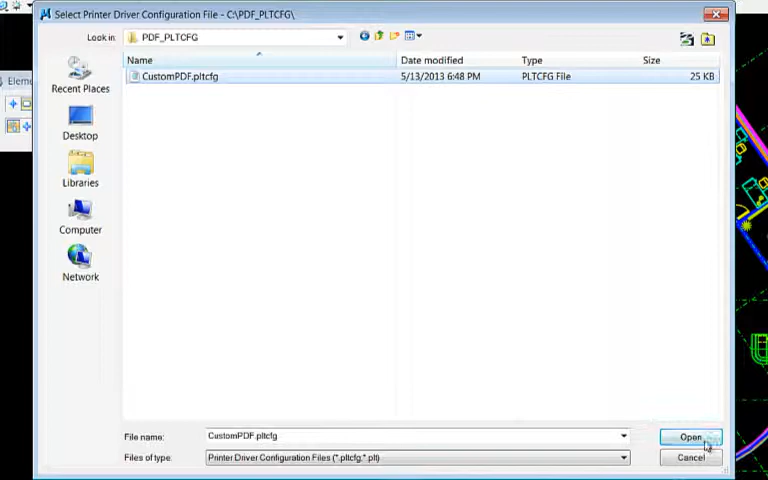 Select Printer Driver Configuration File - C:\PDF_PLTCFG\
Look in: PDF_PLTCFG
Name Date modified Type Size
CustomPDF.pltcfg 5/13/2013 6:48 PM PLTCFG File 25 KB
Recent Places
Desktop
Libraries
Computer
Network
Eleme
File name: CustomPDF.pltcfg Open
Files of type: Printer Driver Configuration Files (*.pltcfg;*.plt) Cancel